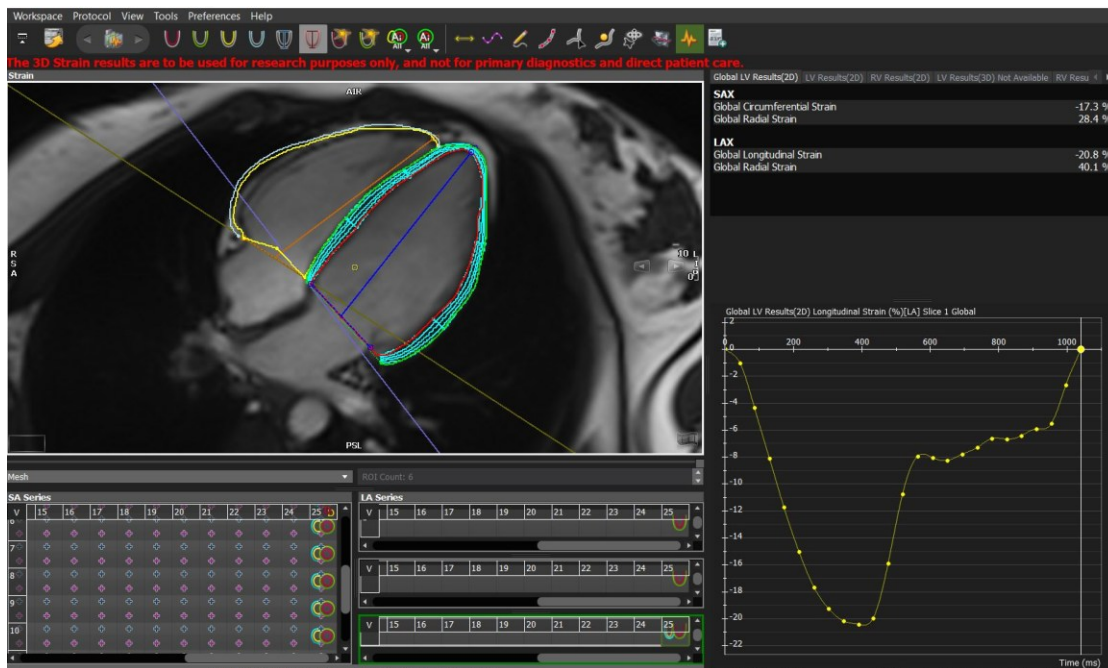 Workspace Protocol View Tools Preferences Help
Ai All Ai All
The 3D Strain results are to be used for research purposes only, and not for primary diagnostics and direct patient care.
Strain
Global LV Results(2D) LV Results(2D) RV Results(2D) LV Results(3D) Not Available RV Resu
SAX
Global Circumferential Strain -17.3 %
Global Radial Strain 28.4 %
LAX
Global Longitudinal Strain -20.8 %
Global Radial Strain 40.1 %
R
S
A
PSL
Global LV Results(2D) Longitudinal Strain (%)[LA] Slice 1 Global
2
0
-2
-4
-6
-8
-10
-12
-14
-16
-18
-20
-22
0 200 400 600 800 1000
Time (ms)
Mesh
ROI Count: 6
SA Series
V 15 16 17 18 19 20 21 22 23 24 25
7
8
9
10
LA Series
V 15 16 17 18 19 20 21 22 23 24 25
V 15 16 17 18 19 20 21 22 23 24 25
V 15 16 17 18 19 20 21 22 23 24 25